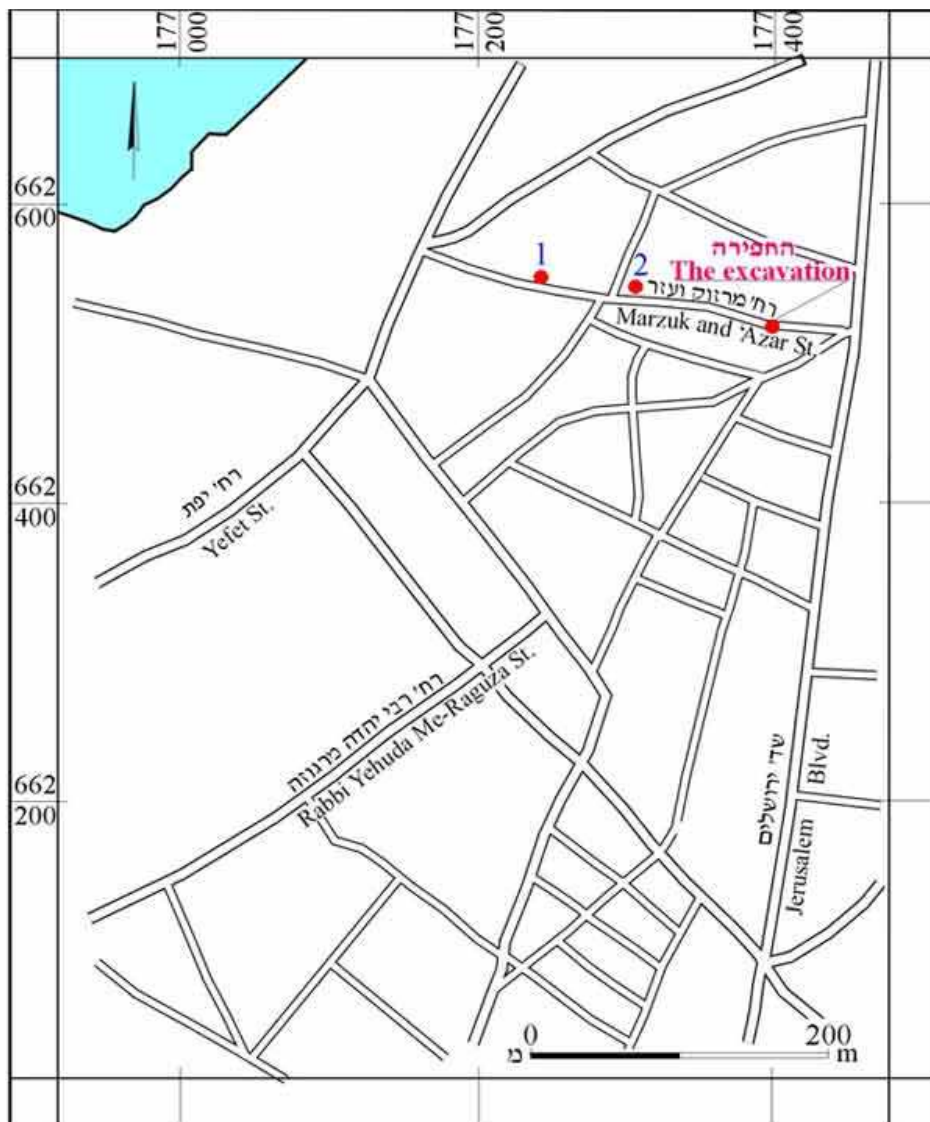 177
000
177
200
177
400
662
600
1
2
החפירה
The excavation
רח' מרזוק ועזר
Marzuk and 'Azar St.
662
400
רח' יפת
Yefet St.
רח' רבי יהודה מרגוזה
Rabbi Yehuda Me-Raguza St.
662
200
שד' ירושלים
Jerusalem Blvd.
0 200
מ m